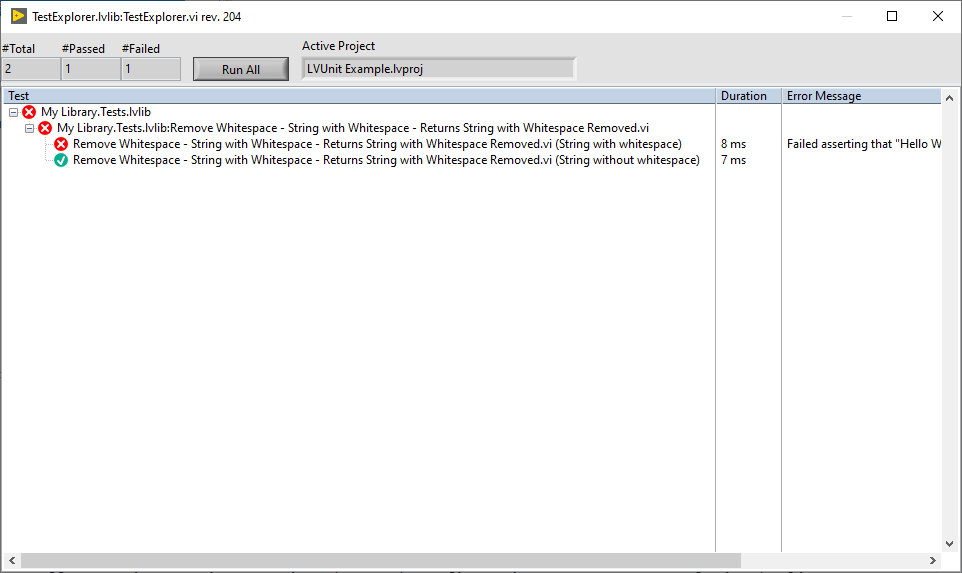 TestExplorer.lvlib:TestExplorer.vi rev. 204
#Total #Passed #Failed Active Project
2 1 1 Run All LVUnit Example.lvproj
Test Duration Error Message
My Library.Tests.lvlib
My Library.Tests.lvlib:Remove Whitespace - String with Whitespace - Returns String with Whitespace Removed.vi
Remove Whitespace - String with Whitespace - Returns String with Whitespace Removed.vi (String with whitespace) 8 ms Failed asserting that "Hello W
Remove Whitespace - String with Whitespace - Returns String with Whitespace Removed.vi (String without whitespace) 7 ms